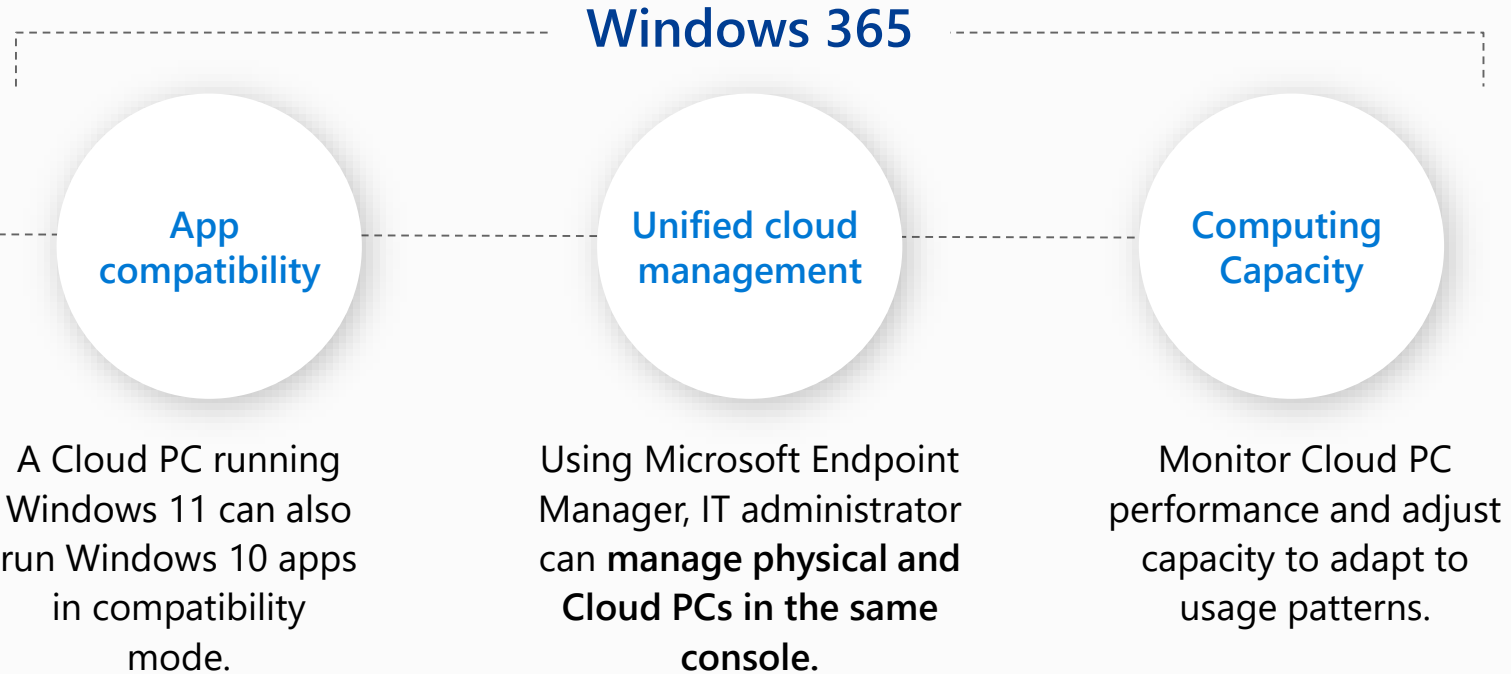 Windows 365
App
compatibility
Unified cloud
management
Computing
Capacity
A Cloud PC running
Windows 11 can also
run Windows 10 apps
in compatibility
mode.
Using Microsoft Endpoint
Manager, IT administrator
can manage physical and
Cloud PCs in the same
console.
Monitor Cloud PC
performance and adjust
capacity to adapt to
usage patterns.